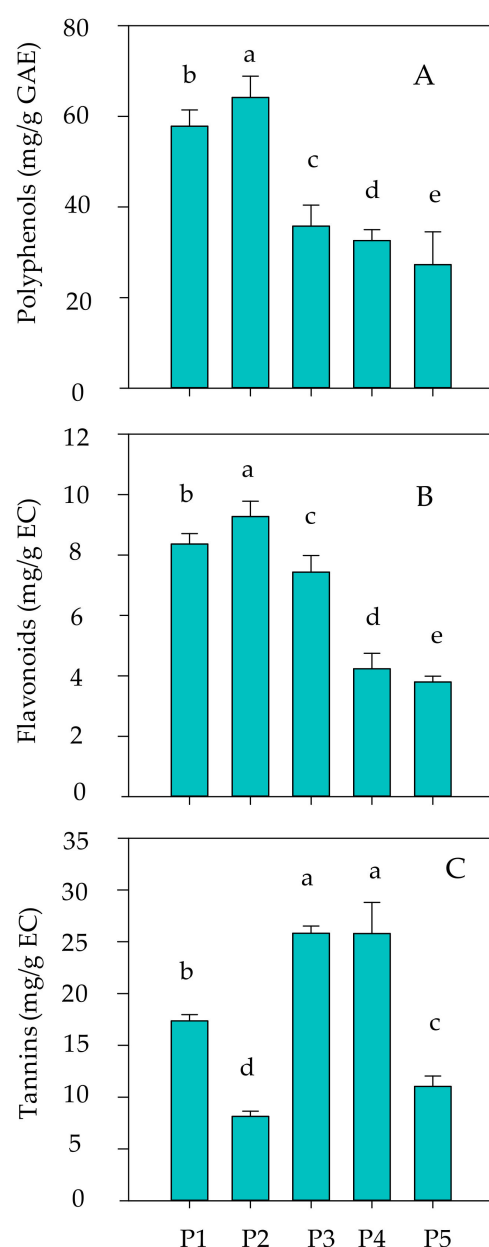 Polyphenols (mg/g GAE)
80
60
40
20
0
A
b
a
c
d
e
Flavonoids (mg/g EC)
12
10
8
6
4
2
0
B
b
a
c
d
e
Tannins (mg/g EC)
35
30
25
20
15
10
5
0
C
b
d
a
a
c
P1 P2 P3 P4 P5